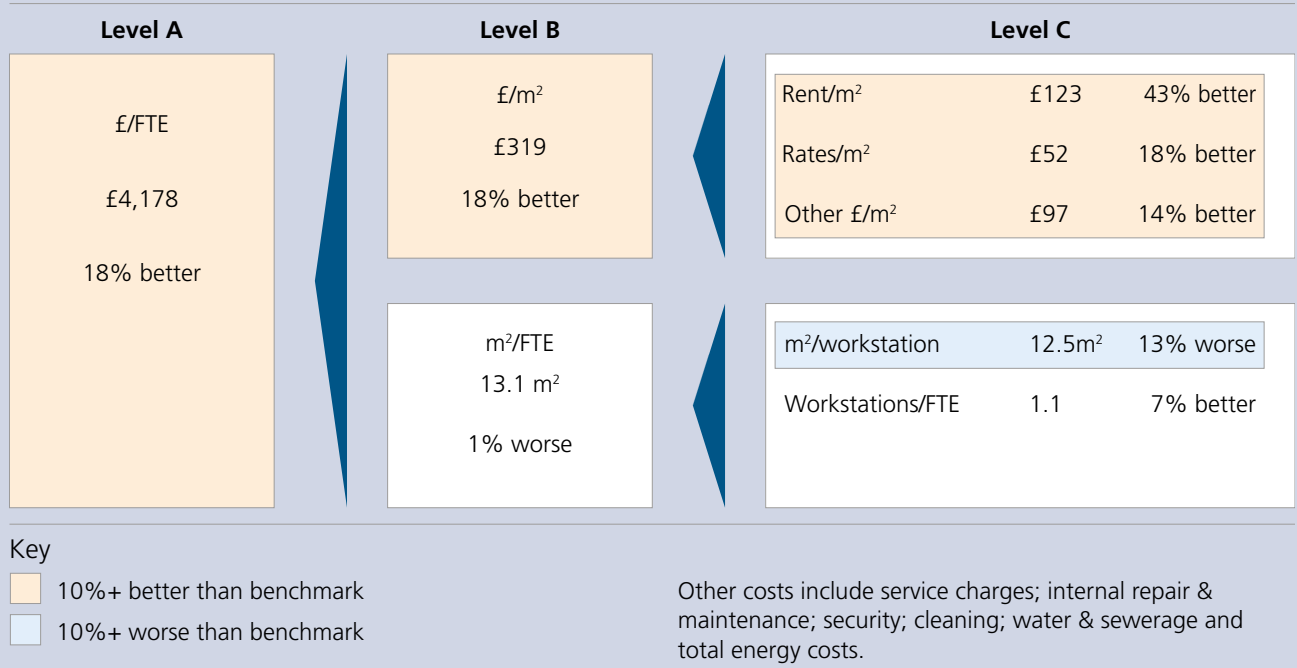 Level A
Level B
Level C
£/FTE
£4,178
18% better
£/m²
£319
18% better
m²/FTE
13.1 m²
1% worse
Rent/m² £123 43% better
Rates/m² £52 18% better
Other £/m² £97 14% better
m²/workstation 12.5m² 13% worse
Workstations/FTE 1.1 7% better
Key
10%+ better than benchmark
10%+ worse than benchmark
Other costs include service charges; internal repair &
maintenance; security; cleaning; water & sewerage and
total energy costs.